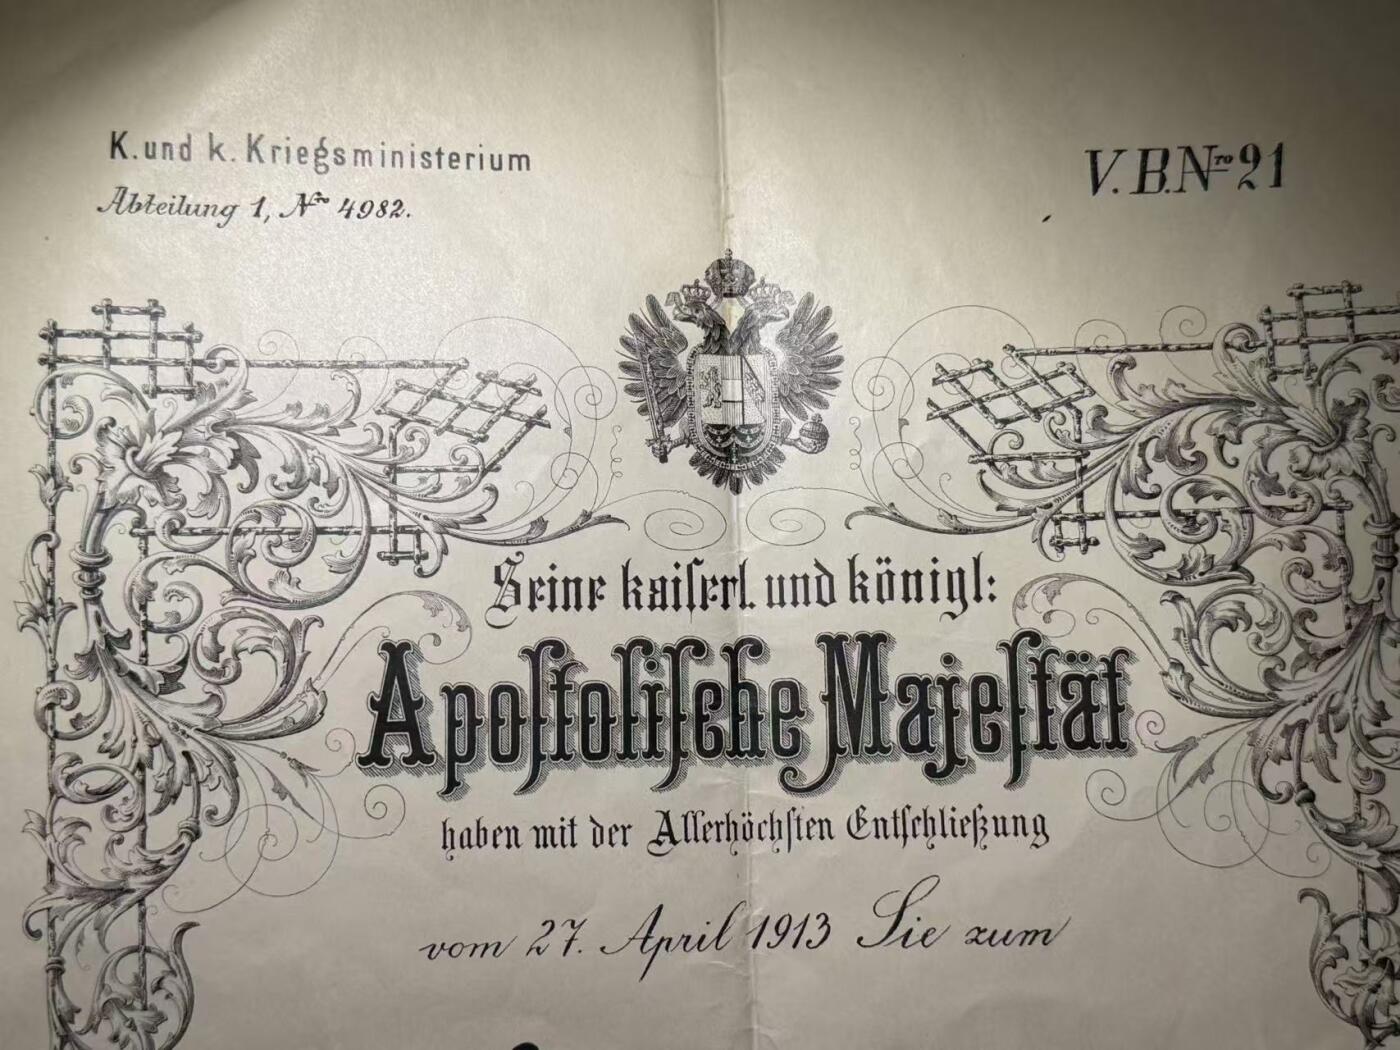 K. und k. Kriegsministerium
Abteilung 1, Nro 4982.
V. B. Nro 21
Seine kaiserl. und königl:
Apostolische Majestät
haben mit der Allerhöchsten Entschließung
vom 27. April 1913 Sie zum